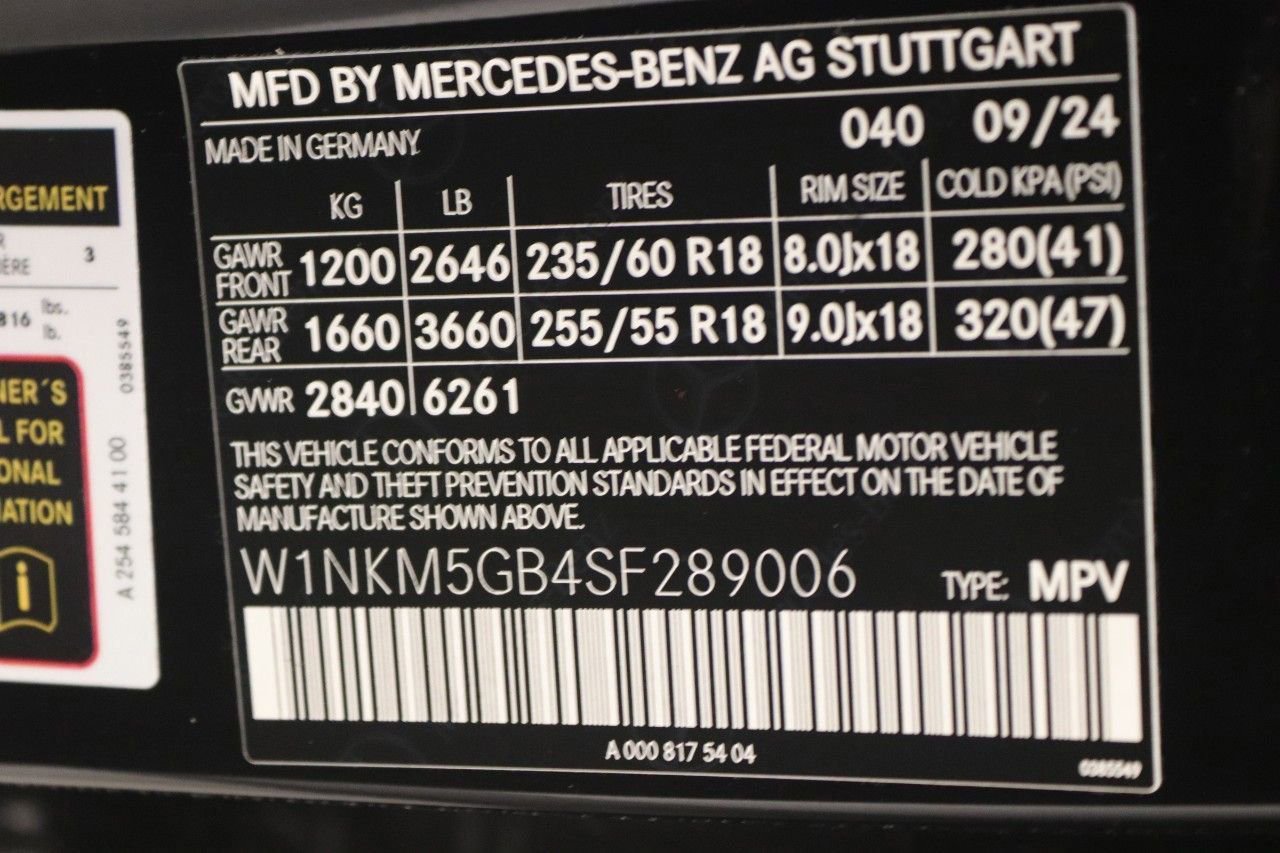 MFD BY MERCEDES-BENZ AG STUTTGART
MADE IN GERMANY 040 09/24
KG LB TIRES RIM SIZE COLD KPA(PSI)
GAWR FRONT 1200 2646 235/60 R18 8.0Jx18 280(41)
GAWR REAR 1660 3660 255/55 R18 9.0Jx18 320(47)
GVWR 2840 6261
THIS VEHICLE CONFORMS TO ALL APPLICABLE FEDERAL MOTOR VEHICLE
SAFETY AND THEFT PREVENTION STANDARDS IN EFFECT ON THE DATE OF
MANUFACTURE SHOWN ABOVE.
W1NKM5GB4SF289006 TYPE: MPV
A 000 817 54 04
0385549
3
816 lbs.
lb.
L FOR
A 254 584 41 00 0385549